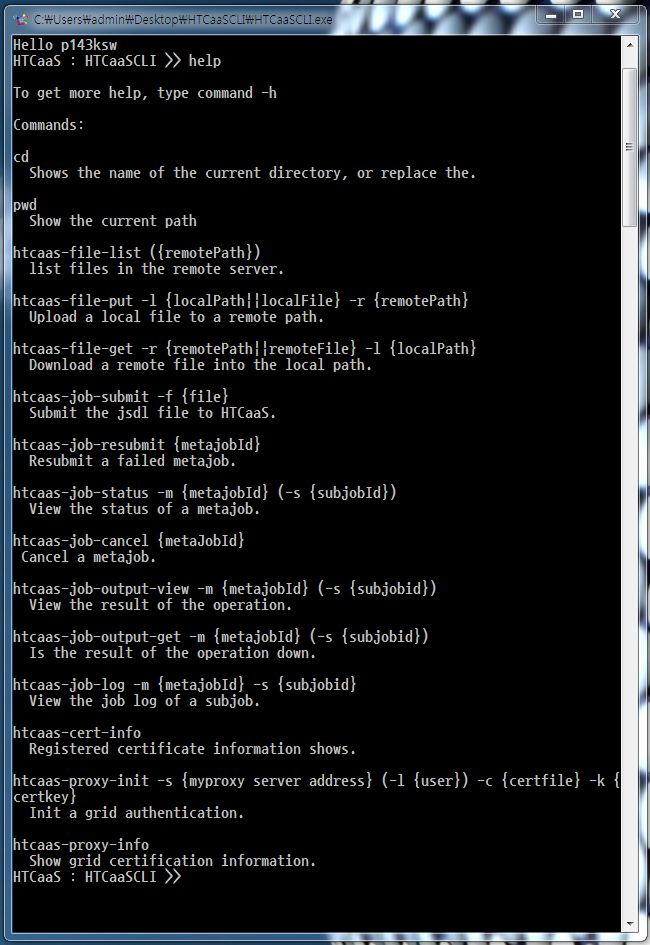 C:₩Users₩admin₩Desktop₩HTCaaSCLI₩HTCaaSCLI.exe
Hello p143ksw
HTCaaS : HTCaaSCLI >> help
To get more help, type command -h
Commands:
cd
Shows the name of the current directory, or replace the.
pwd
Show the current path
htcaas-file-list ({remotePath})
list files in the remote server.
htcaas-file-put -l {localPath||localFile} -r {remotePath}
Upload a local file to a remote path.
htcaas-file-get -r {remotePath||remoteFile} -l {localPath}
Download a remote file into the local path.
htcaas-job-submit -f {file}
Submit the jsdl file to HTCaaS.
htcaas-job-resubmit {metajobId}
Resubmit a failed metajob.
htcaas-job-status -m {metajobId} (-s {subjobId})
View the status of a metajob.
htcaas-job-cancel {metaJobId}
Cancel a metajob.
htcaas-job-output-view -m {metajobId} (-s {subjobid})
View the result of the operation.
htcaas-job-output-get -m {metajobId} (-s {subjobid})
Is the result of the operation down.
htcaas-job-log -m {metajobId} -s {subjobid}
View the job log of a subjob.
htcaas-cert-info
Registered certificate information shows.
htcaas-proxy-init -s {myproxy server address} (-l {user}) -c {certfile} -k {
certkey}
Init a grid authentication.
htcaas-proxy-info
Show grid certification information.
HTCaaS : HTCaaSCLI >>